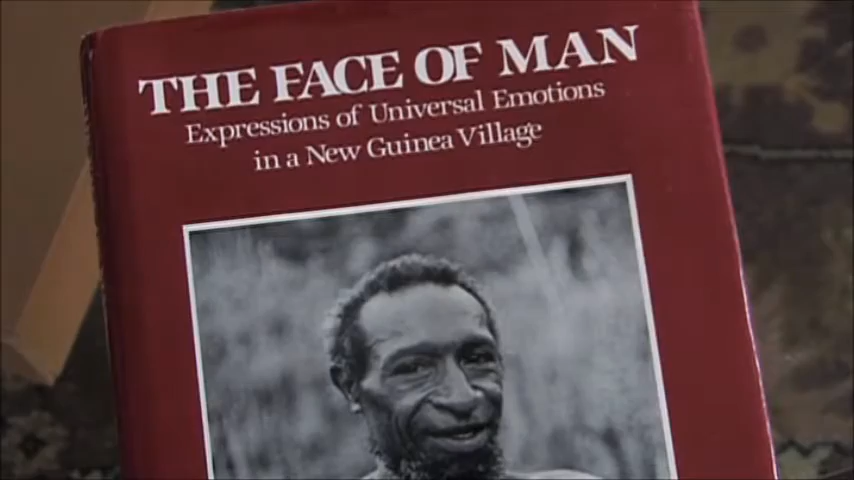 THE FACE OF MAN
Expressions of Universal Emotions
in a New Guinea Village